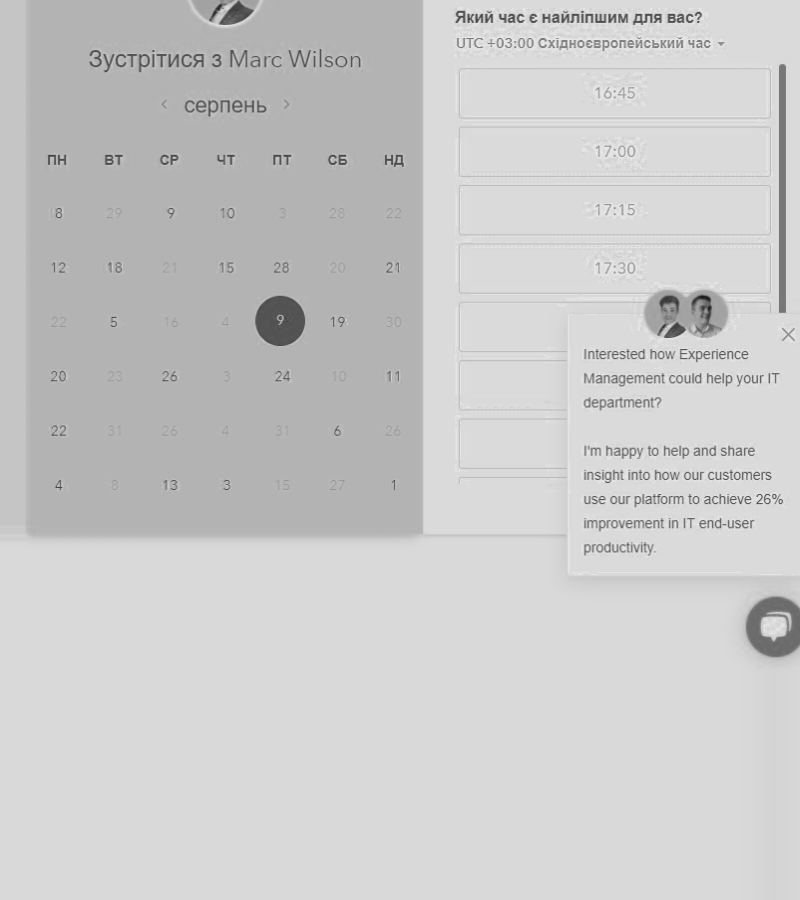 Зустрітися з Marc Wilson
серпень
ПН ВТ СР ЧТ ПТ СБ НД
8 29 9 10 3 28 22
12 18 21 15 28 20 21
22 5 16 4 9 19 30
20 23 26 3 24 10 11
22 31 26 4 31 6 26
4 8 13 3 15 27 1
Який час є найліпшим для вас?
UTC +03:00 Східноєвропейський час
16:45
17:00
17:15
17:30
Interested how Experience
Management could help your IT
department?
I'm happy to help and share
insight into how our customers
use our platform to achieve 26%
improvement in IT end-user
productivity.